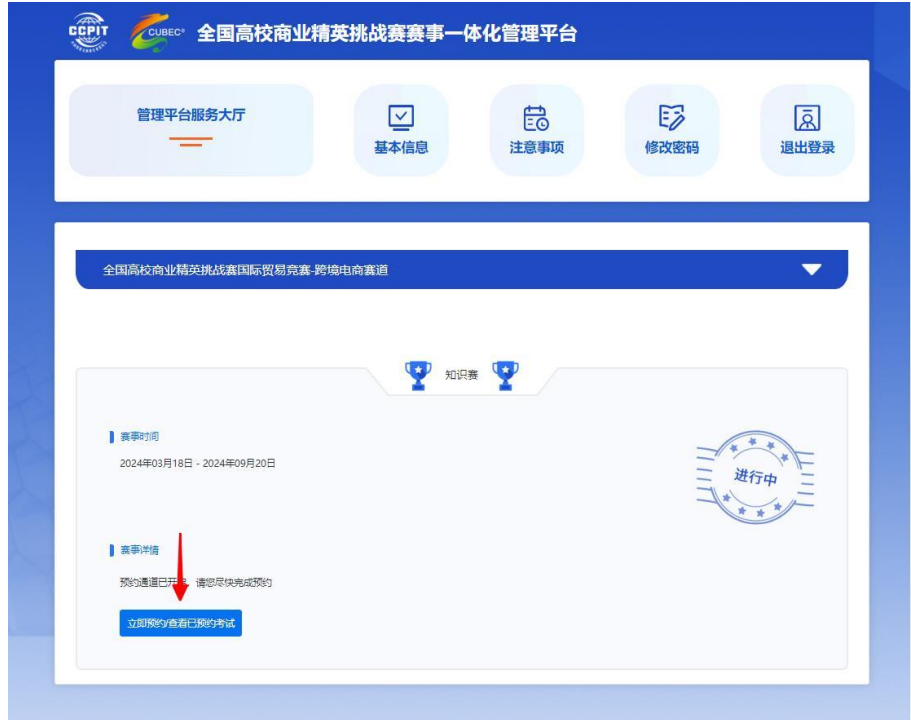 CCPIT
CUBEC®
全国高校商业精英挑战赛赛事一体化管理平台
管理平台服务大厅
基本信息
注意事项
修改密码
退出登录
全国高校商业精英挑战赛国际贸易竞赛-跨境电商赛道
知识赛
赛事时间
2024年03月18日 - 2024年09月20日
进行中
赛事详情
预约通道已开 请您尽快完成预约
立即预约/查看已预约考试